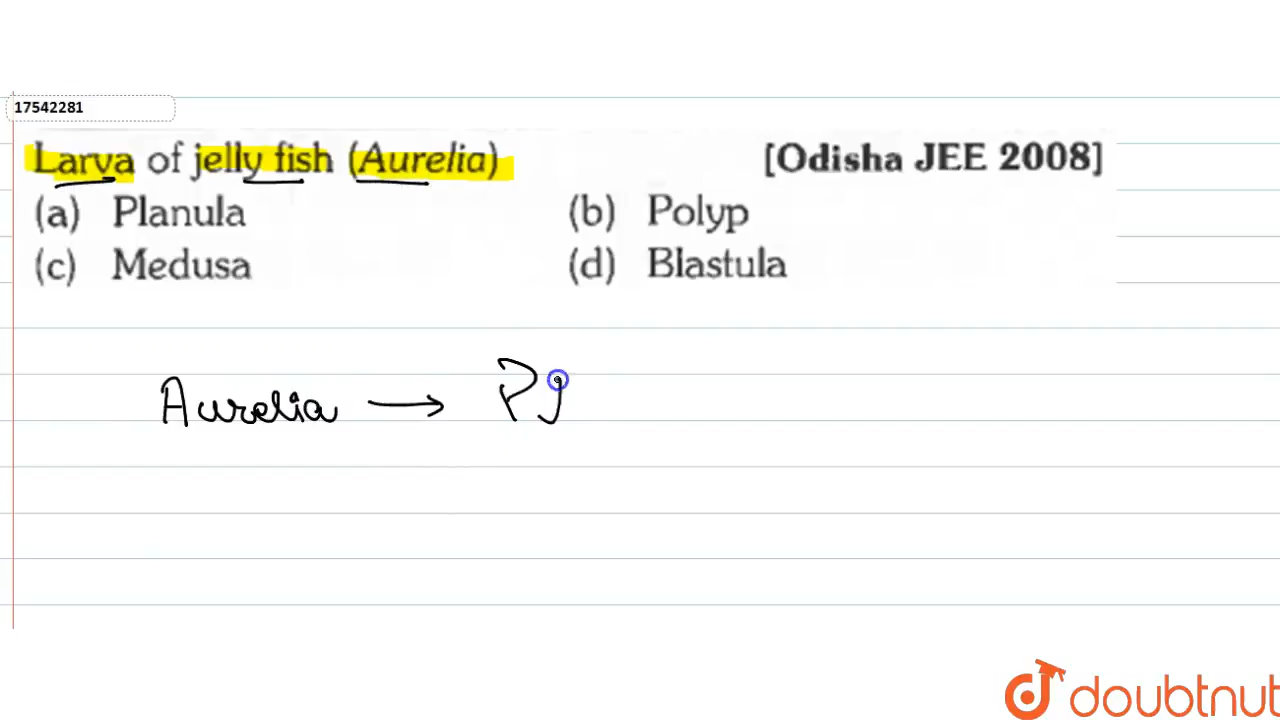 17542281
Larva of jelly fish (Aurelia) [Odisha JEE 2008]
(a) Planula (b) Polyp
(c) Medusa (d) Blastula
Aurelia → 
doubtnut